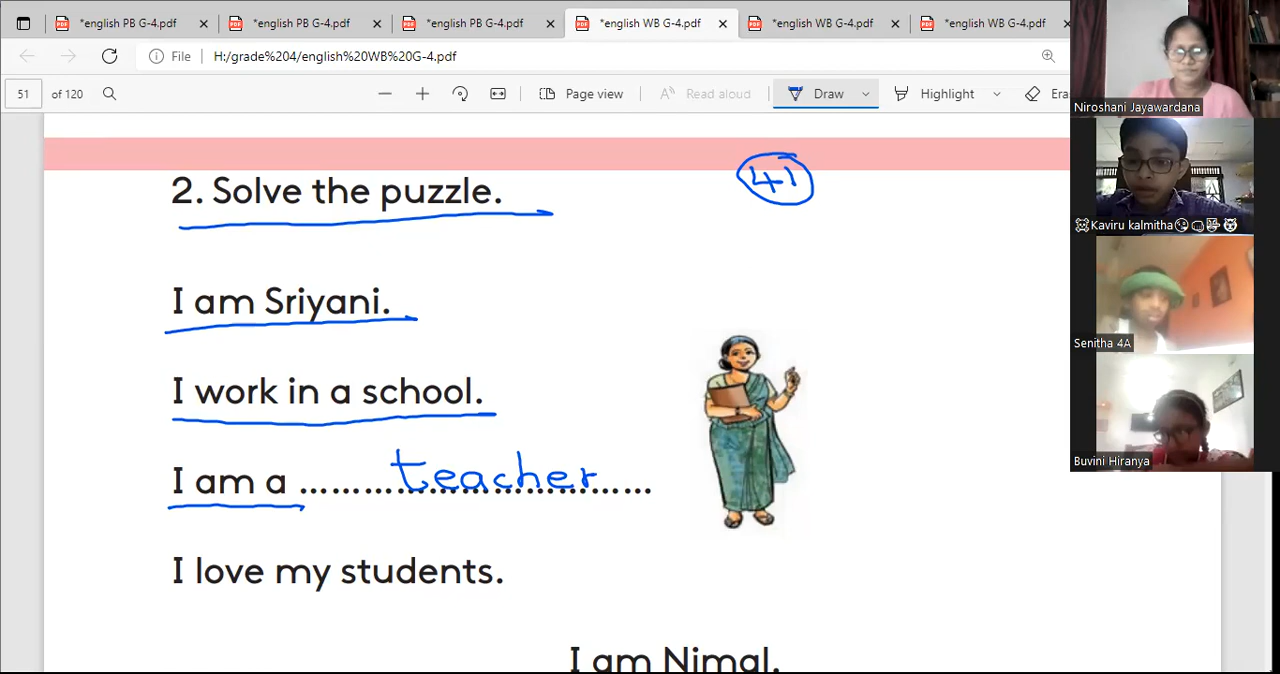 *english PB G-4.pdf *english PB G-4.pdf *english PB G-4.pdf *english WB G-4.pdf *english WB G-4.pdf *english WB G-4.pdf
File H:/grade%204/english%20WB%20G-4.pdf
51 of 120 Page view Read aloud Draw Highlight Era
2. Solve the puzzle.
41
I am Sriyani.
I work in a school.
I am a ...... teacher ......
I love my students.
I am Nimal.
Niroshani Jayawardana
Kaviru kalmitha
Senitha 4A
Buvini Hiranya